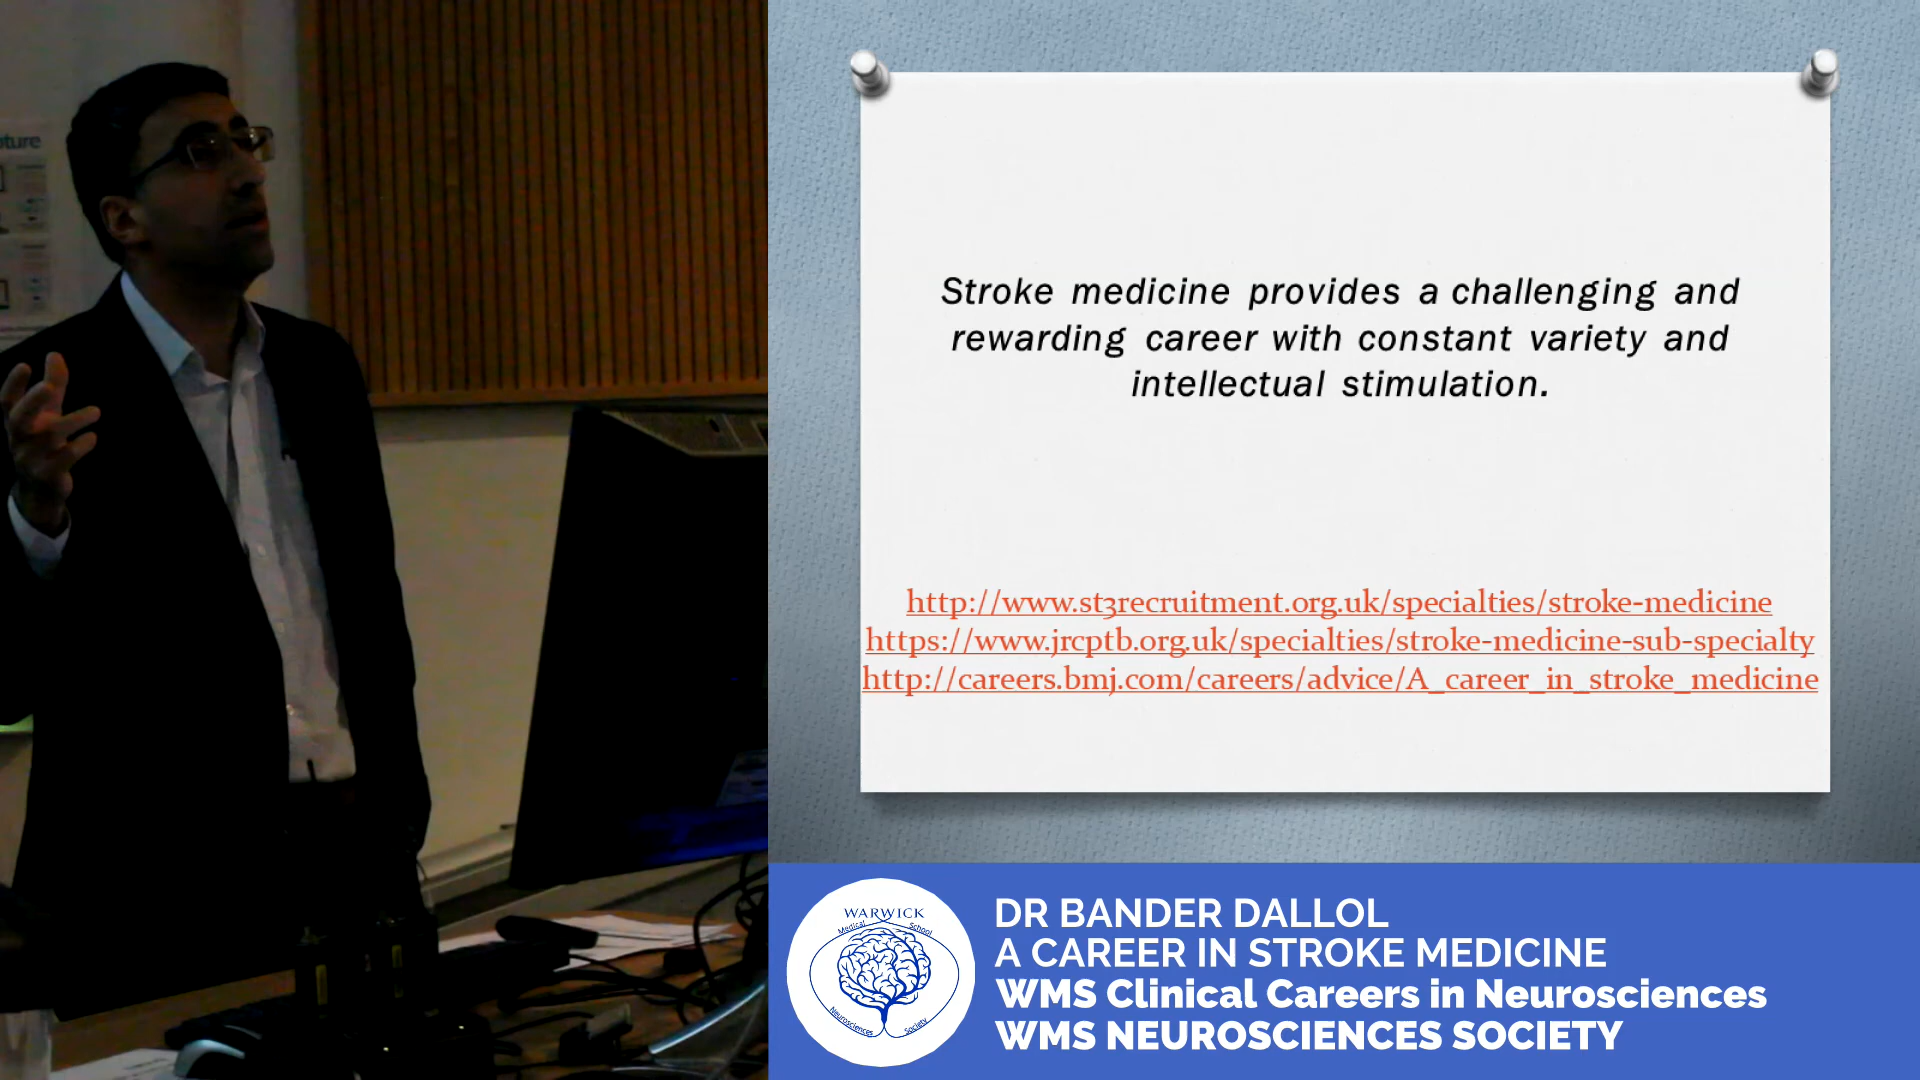 ture
Stroke medicine provides a challenging and
rewarding career with constant variety and
intellectual stimulation.
http://www.st3recruitment.org.uk/specialties/stroke-medicine
https://www.jrcptb.org.uk/specialties/stroke-medicine-sub-specialty
http://careers.bmj.com/careers/advice/A_career_in_stroke_medicine
WARWICK
Medical School
Neurosciences Society
DR BANDER DALLOL
A CAREER IN STROKE MEDICINE
WMS Clinical Careers in Neurosciences
WMS NEUROSCIENCES SOCIETY